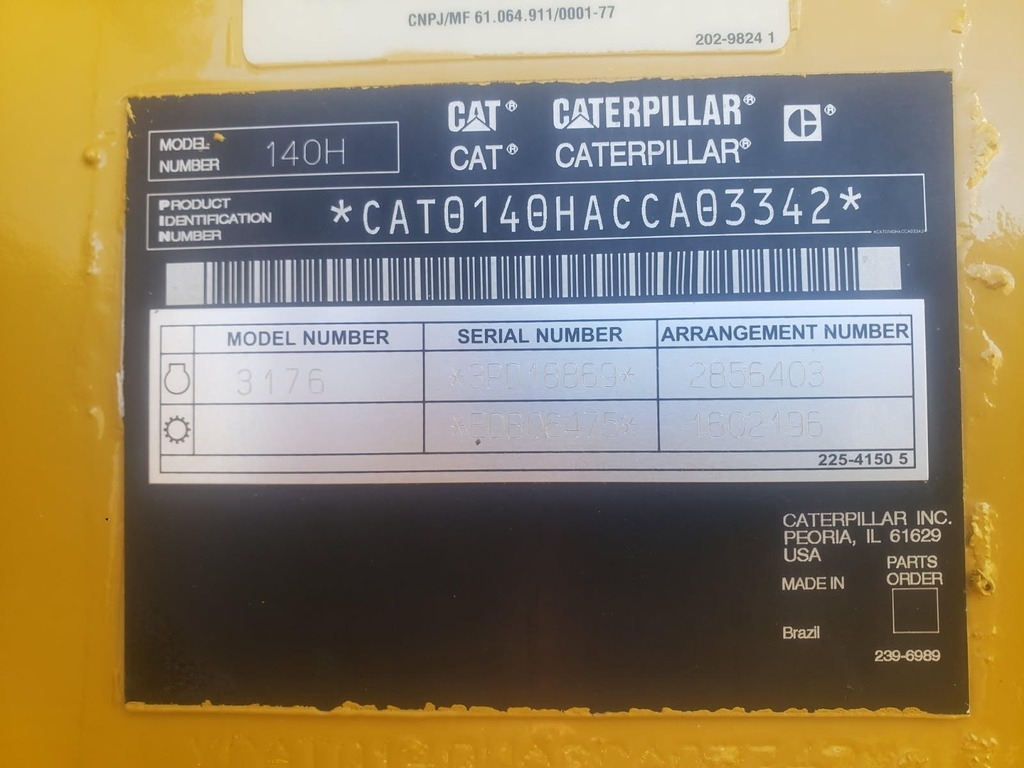 CNPJ/MF 61.064.911/0001-77
202-9824 1
CAT® CATERPILLAR® C®
CAT® CATERPILLAR®
MODEL NUMBER 140H
PRODUCT IDENTIFICATION NUMBER *CAT0140HACCA03342*
MODEL NUMBER SERIAL NUMBER ARRANGEMENT NUMBER
3176 2856403
1602196
225-4150 5
CATERPILLAR INC.
PEORIA, IL 61629
USA
PARTS ORDER
MADE IN
Brazil
239-6989